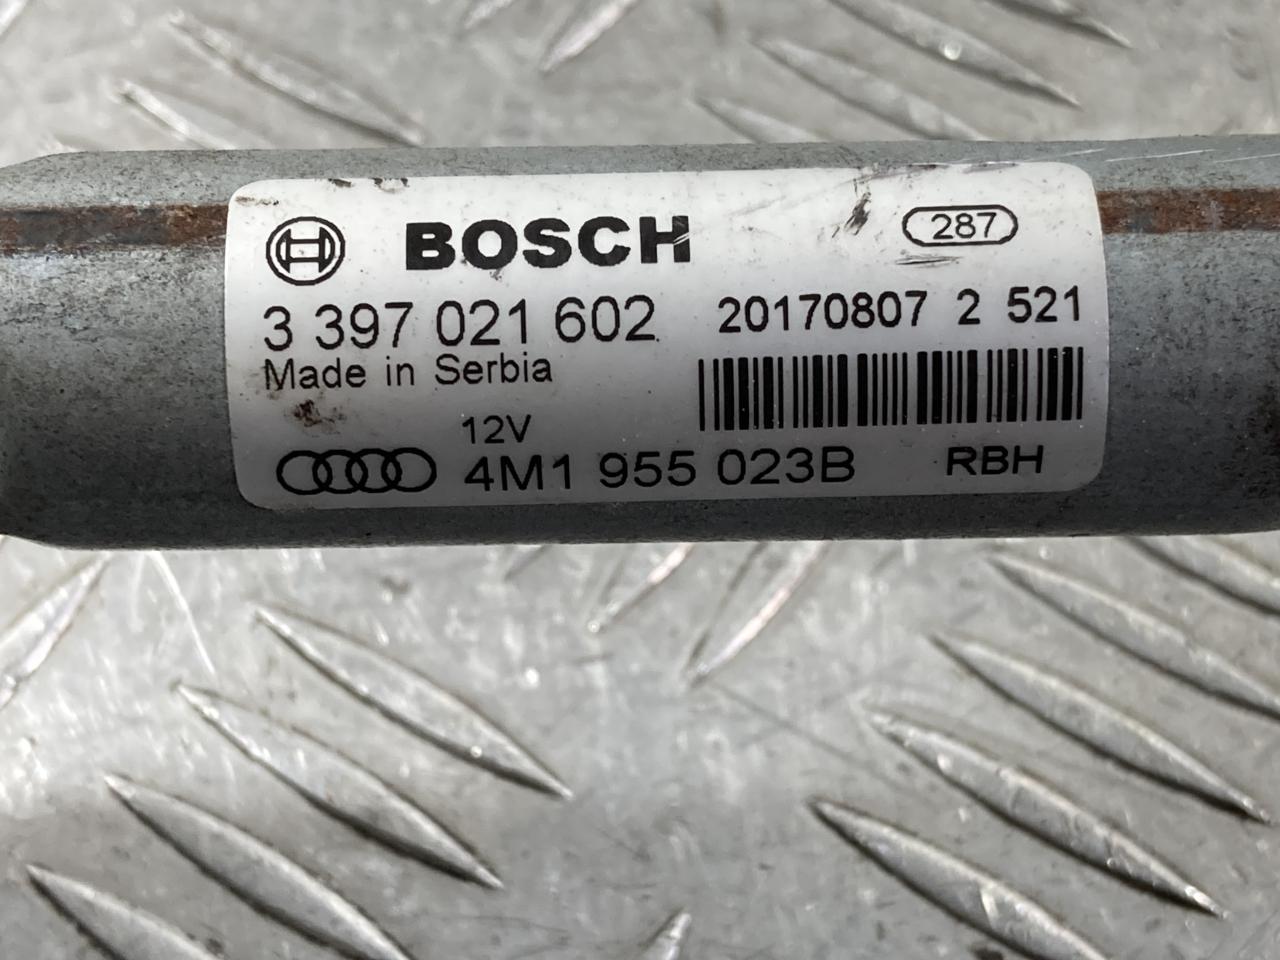 BOSCH
287
3 397 021 602
20170807 2 521
Made in Serbia
12V
4M1 955 023B
RBH